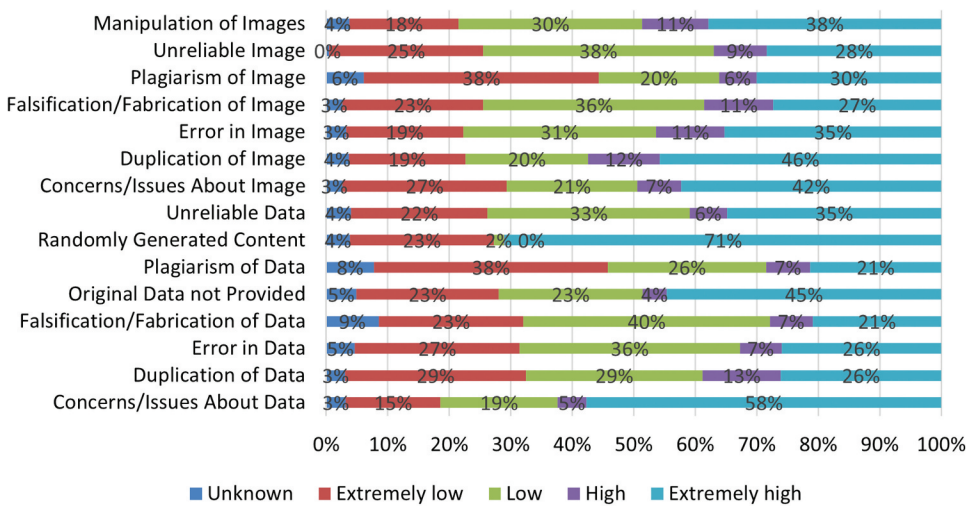 Manipulation of Images 4% 18% 30% 11% 38%
Unreliable Image 0% 25% 38% 9% 28%
Plagiarism of Image 6% 38% 20% 6% 30%
Falsification/Fabrication of Image 3% 23% 36% 11% 27%
Error in Image 3% 19% 31% 11% 35%
Duplication of Image 4% 19% 20% 12% 46%
Concerns/Issues About Image 3% 27% 21% 7% 42%
Unreliable Data 4% 22% 33% 6% 35%
Randomly Generated Content 4% 23% 2% 0% 71%
Plagiarism of Data 8% 38% 26% 7% 21%
Original Data not Provided 5% 23% 23% 4% 45%
Falsification/Fabrication of Data 9% 23% 40% 7% 21%
Error in Data 5% 27% 36% 7% 26%
Duplication of Data 3% 29% 29% 13% 26%
Concerns/Issues About Data 3% 15% 19% 5% 58%
0% 10% 20% 30% 40% 50% 60% 70% 80% 90% 100%
Unknown Extremely low Low High Extremely high